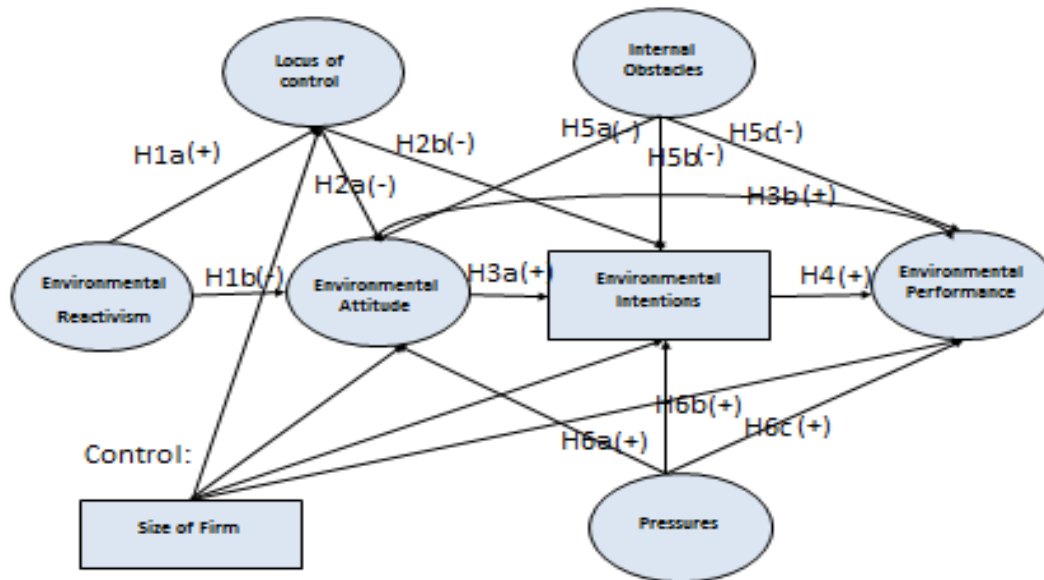 Locus of
control
Internal
Obstacles
H1a(+)
H2b(-)
H5a(-)
H5c(-)
H5b(-)
H2a(-)
H3b(+)
Environmental
Reactivism
H1b(-)
Environmental
Attitude
H3a(+)
Environmental
Intentions
H4(+)
Environmental
Performance
H6b(+)
H6a(+)
H6c(+)
Control:
Size of Firm
Pressures